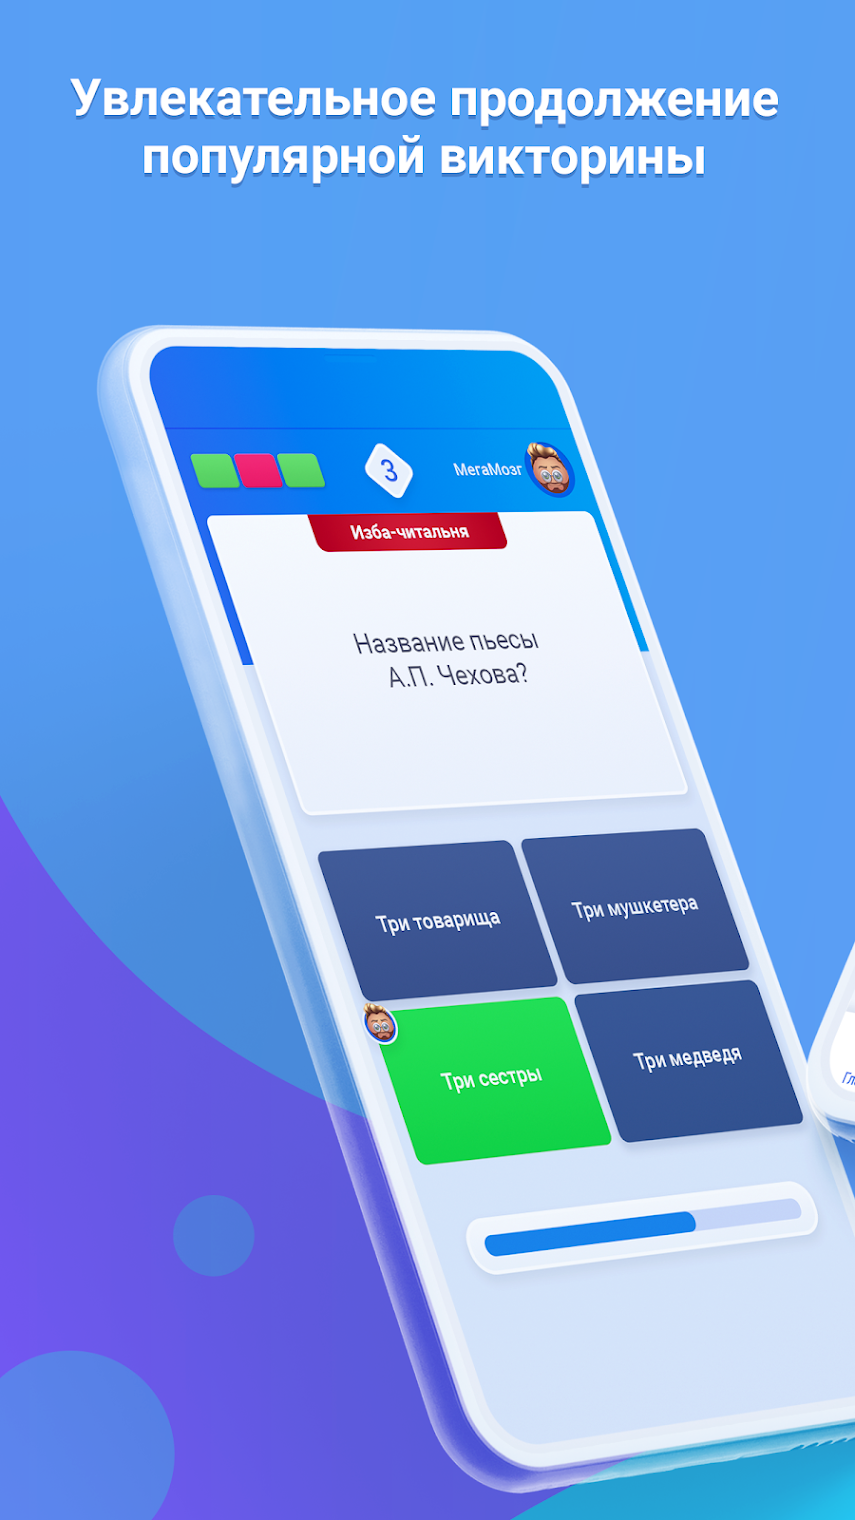 Увлекательное продолжение
популярной викторины
3
МегаМозг
Изба-читальня
Название пьесы
А.П. Чехова?
Три товарища
Три мушкетера
Три сестры
Три медведя